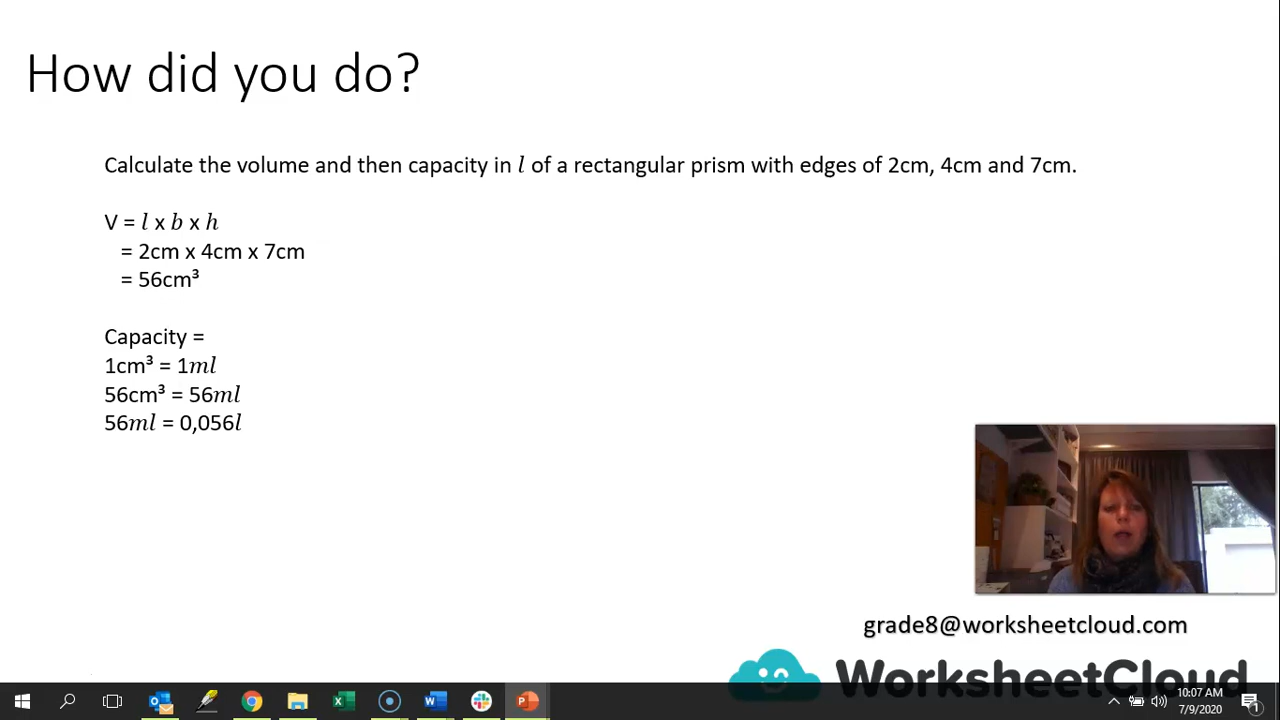 How did you do?
Calculate the volume and then capacity in l of a rectangular prism with edges of 2cm, 4cm and 7cm.
V = l x b x h
= 2cm x 4cm x 7cm
= 56cm³
Capacity =
1cm³ = 1ml
56cm³ = 56ml
56ml = 0,056l
grade8@worksheetcloud.com
WorksheetCloud
10:07 AM
7/9/2020